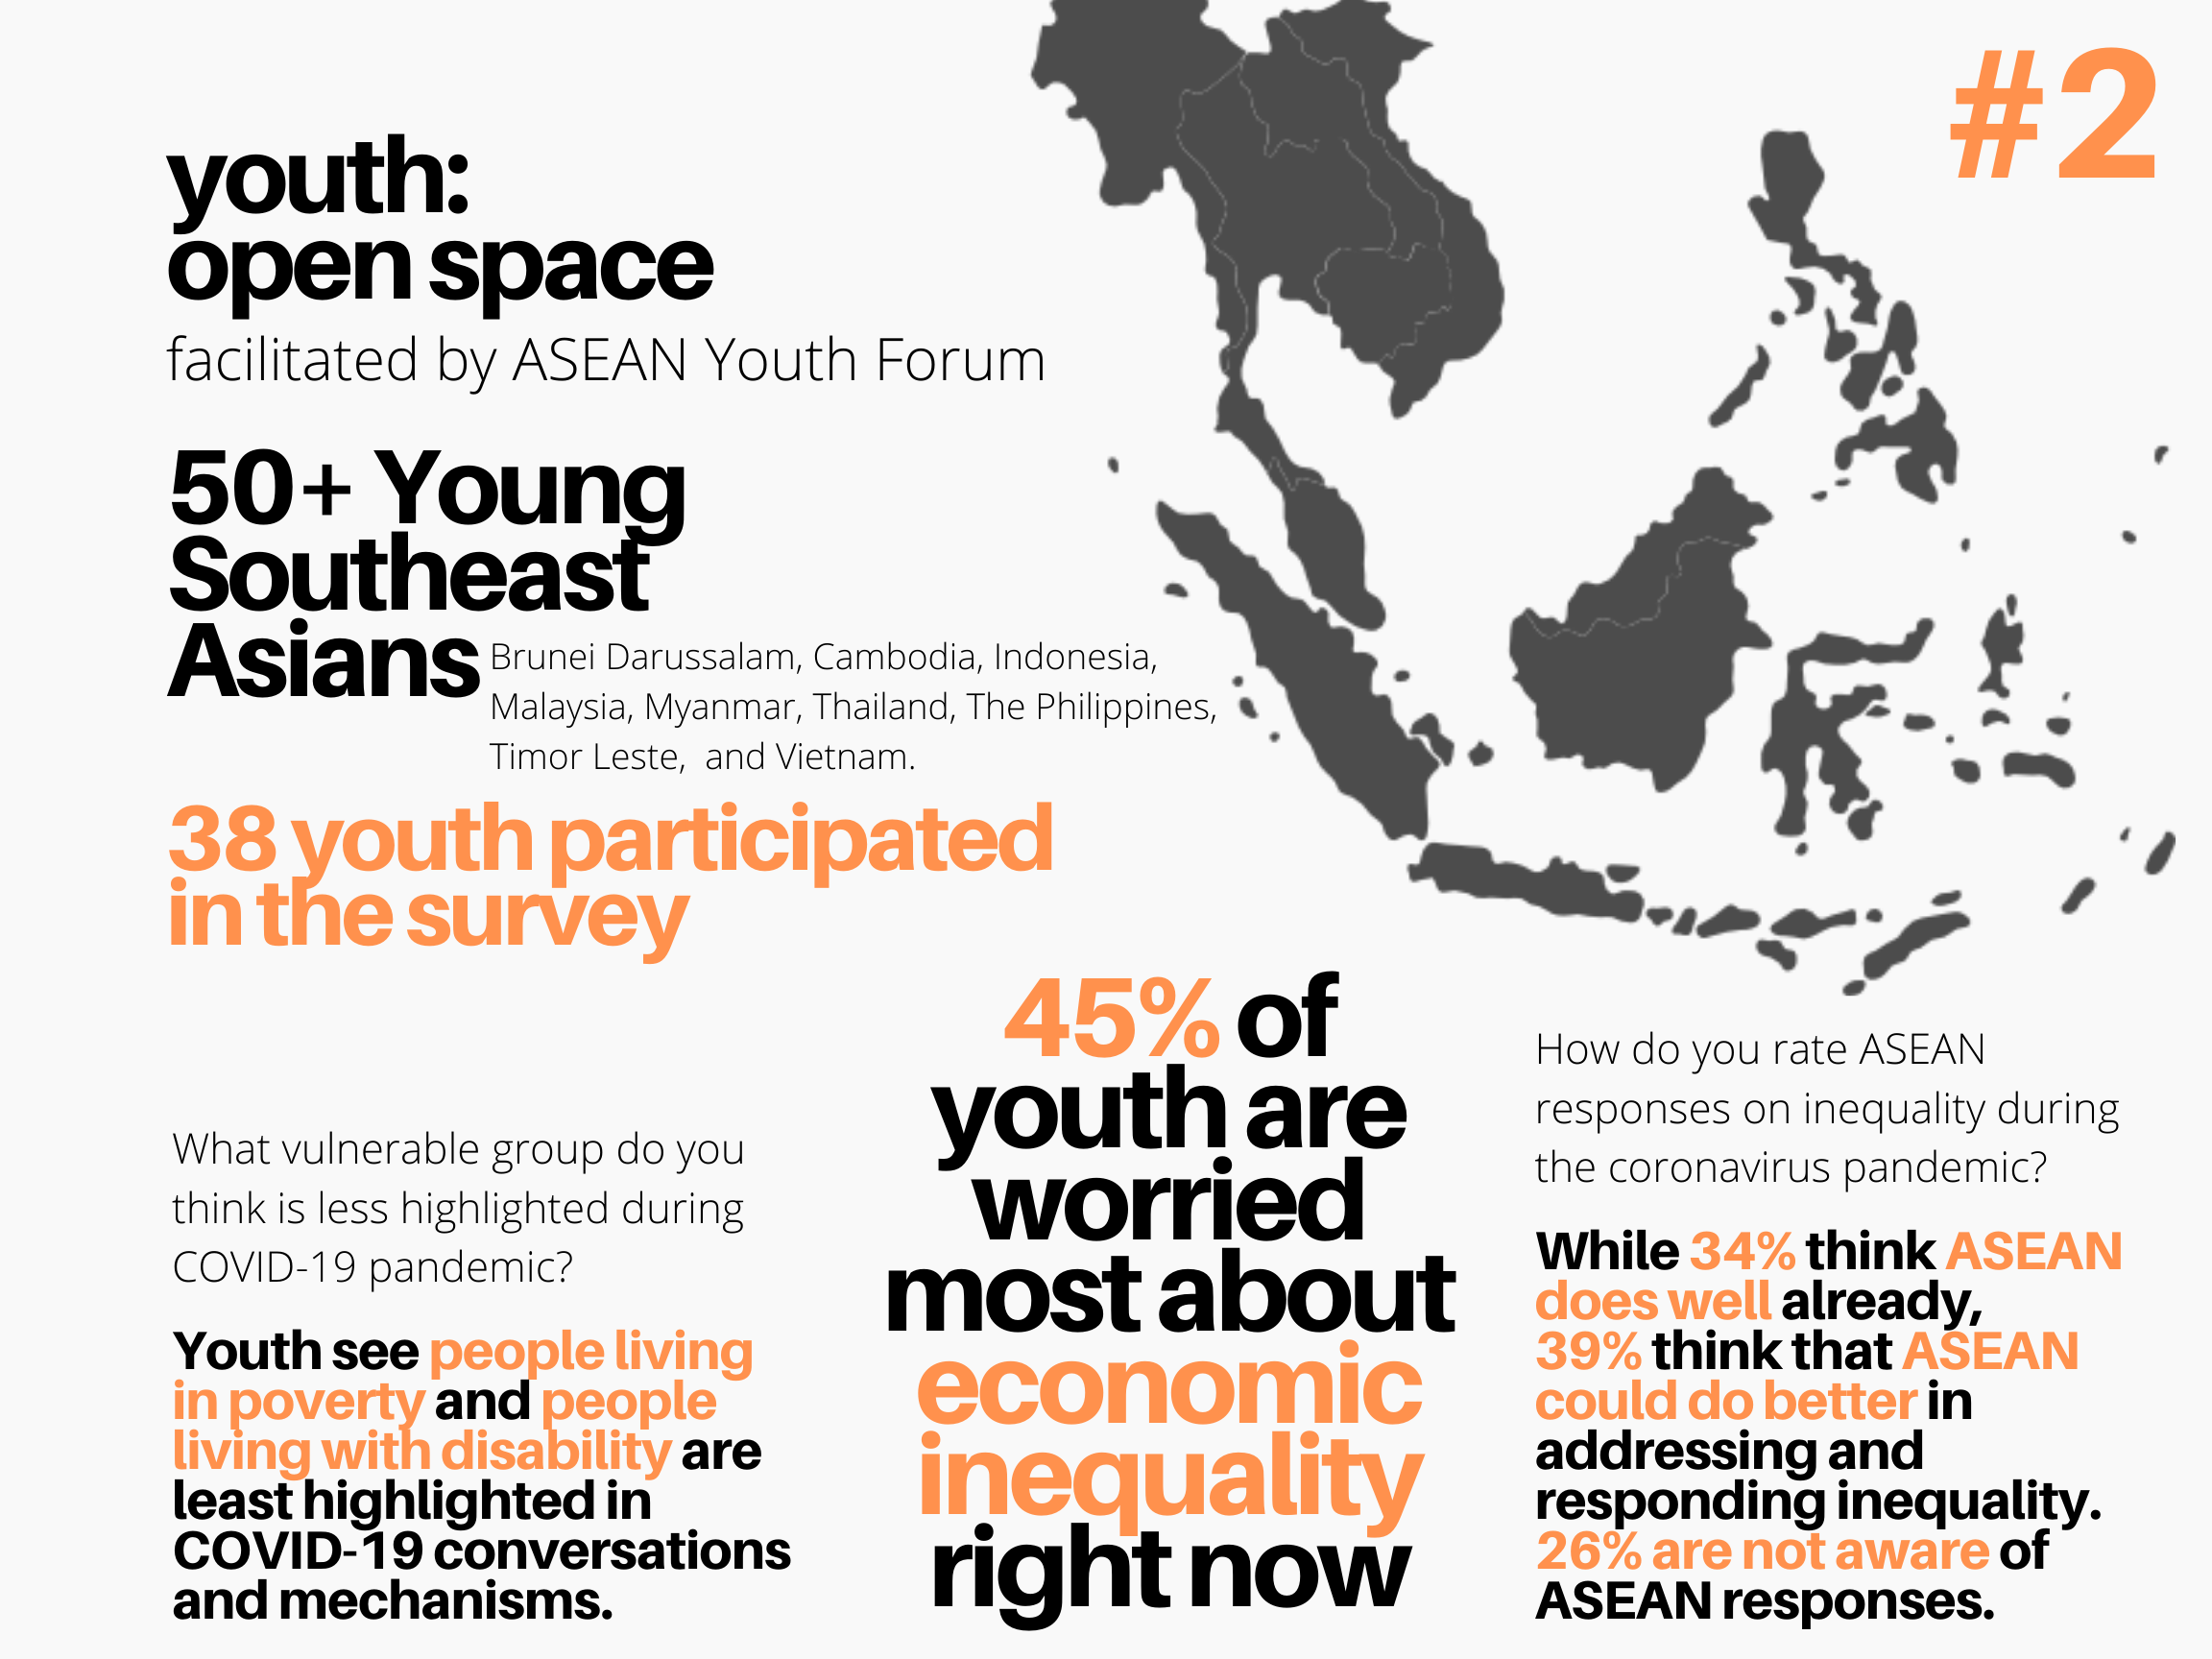 #2
youth:
open space
facilitated by ASEAN Youth Forum
50+ Young
Southeast
Asians
Brunei Darussalam, Cambodia, Indonesia,
Malaysia, Myanmar, Thailand, The Philippines,
Timor Leste,  and Vietnam.
38 youth participated
in the survey
What vulnerable group do you
think is less highlighted during
COVID-19 pandemic?
Youth see people living
in poverty and people
living with disability are
least highlighted in
COVID-19 conversations
and mechanisms.
45% of
youth are
worried
most about
economic
inequality
right now
How do you rate ASEAN
responses on inequality during
the coronavirus pandemic?
While 34% think ASEAN
does well already,
39% think that ASEAN
could do better in
addressing and
responding inequality.
26% are not aware of
ASEAN responses.